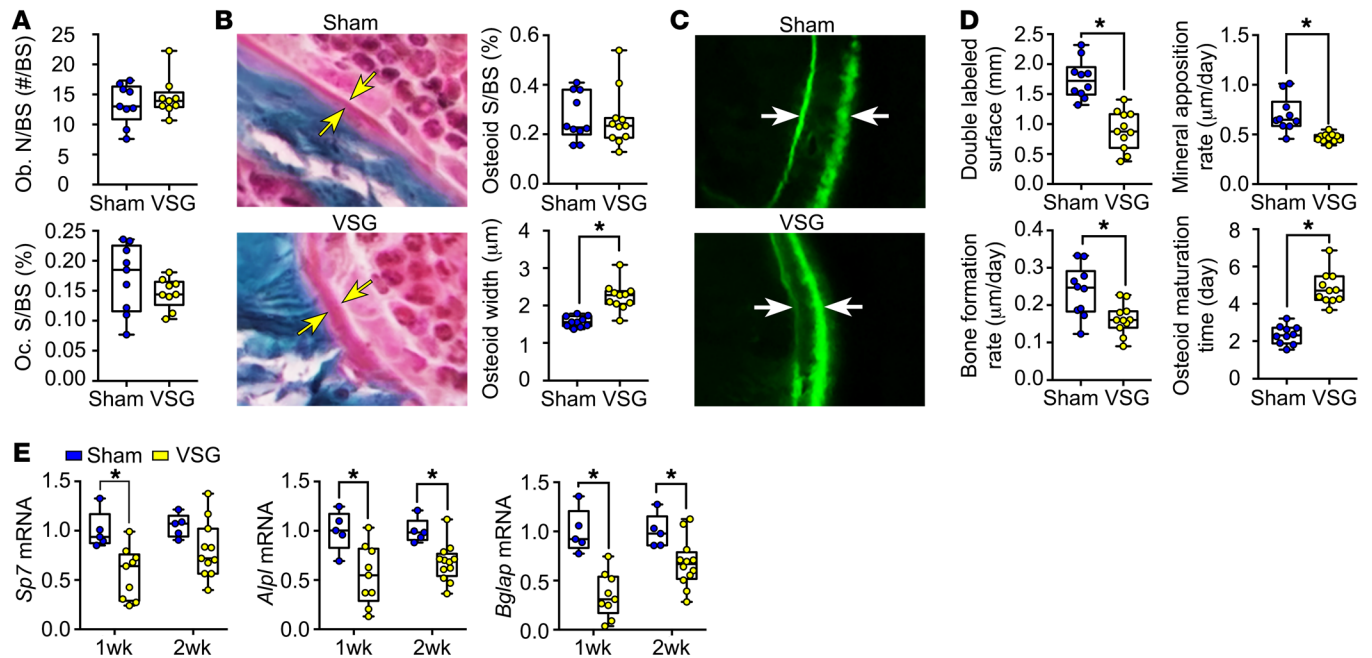 A
Ob. N/BS (#/BS)
25
20
15
10
5
0
Sham VSG
Oc. S/BS (%)
0.25
0.20
0.15
0.10
0.05
0.00
Sham VSG
B
Sham
VSG
Osteoid S/BS (%)
0.6
0.4
0.2
0.0
Sham VSG
Osteoid width (μm)
4
3
2
1
0
*
Sham VSG
C
Sham
VSG
D
Double labeled
surface (mm)
2.5
2.0
1.5
1.0
0.5
0.0
*
Sham VSG
Mineral apposition
rate (μm/day)
1.5
1.0
0.5
0.0
*
Sham VSG
Bone formation
rate (μm/day)
0.4
0.3
0.2
0.1
0.0
*
Sham VSG
Osteoid maturation
time (day)
8
6
4
2
0
*
Sham VSG
E
Sham VSG
Sp7 mRNA
1.5
1.0
0.5
0.0
*
1wk 2wk
Alpl mRNA
1.5
1.0
0.5
0.0
* *
1wk 2wk
Bglap mRNA
1.5
1.0
0.5
0.0
* *
1wk 2wk